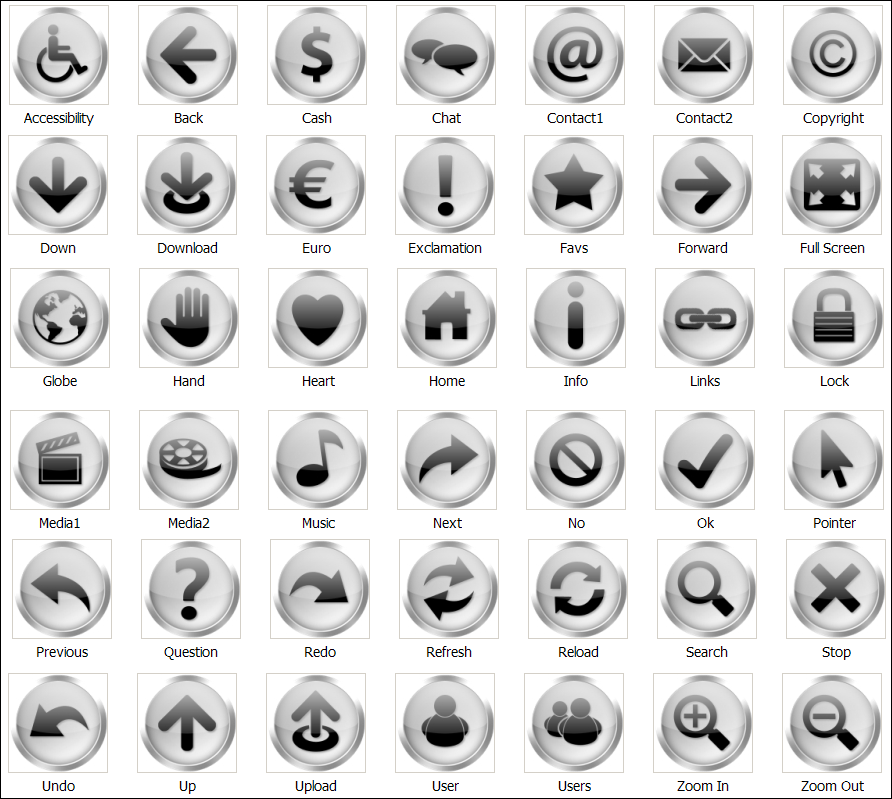 Accessibility Back Cash Chat Contact1 Contact2 Copyright
Down Download Euro Exclamation Favs Forward Full Screen
Globe Hand Heart Home Info Links Lock
Media1 Media2 Music Next No Ok Pointer
Previous Question Redo Refresh Reload Search Stop
Undo Up Upload User Users Zoom In Zoom Out